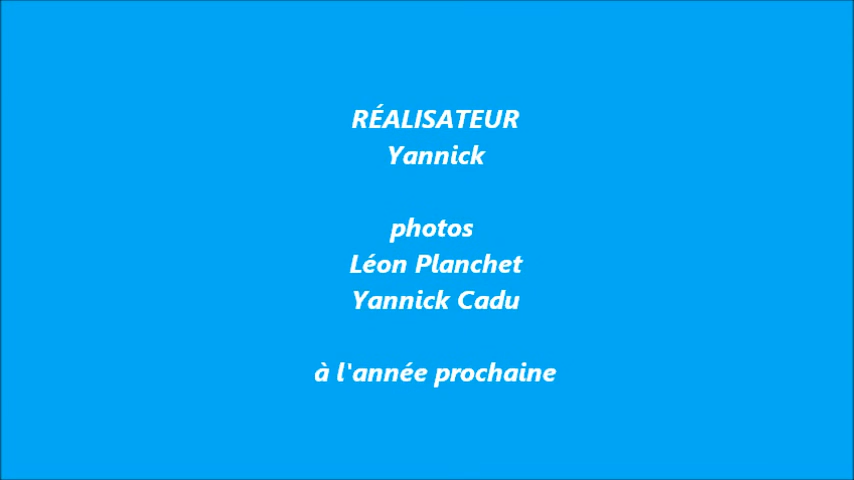 RÉALISATEUR
Yannick
photos
Léon Planchet
Yannick Cadu
à l'année prochaine